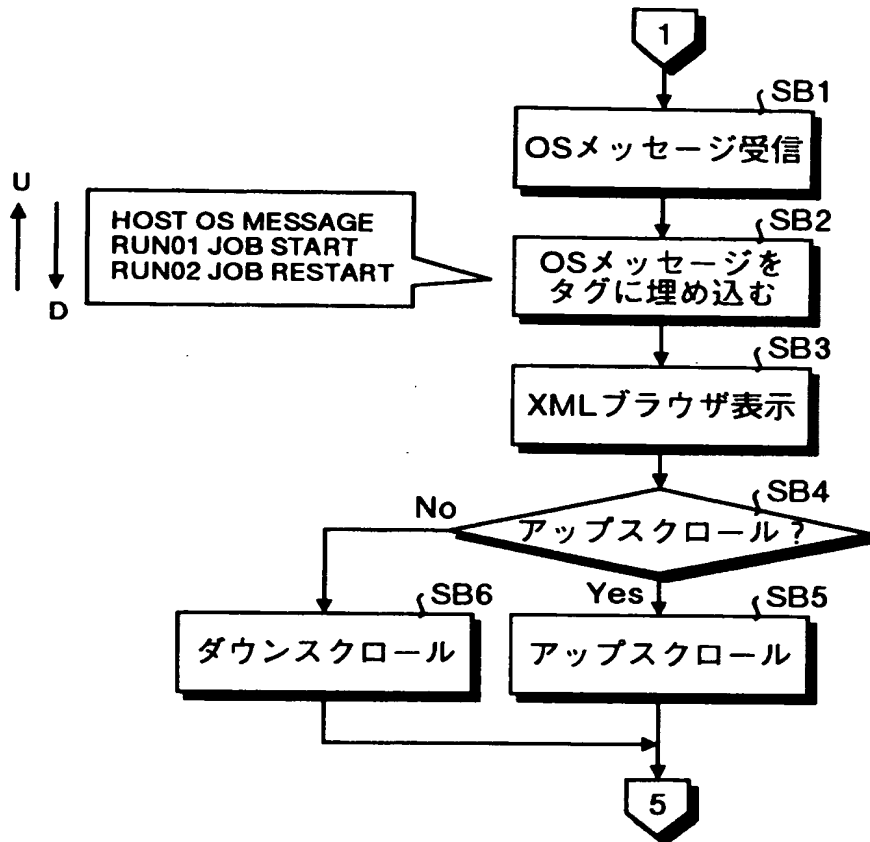 1
SB1
OSメッセージ受信
U
D
HOST OS MESSAGE
RUN01 JOB START
RUN02 JOB RESTART
SB2
OSメッセージを
タグに埋め込む
SB3
XMLブラウザ表示
SB4
アップスクロール?
No
Yes
SB6
ダウンスクロール
SB5
アップスクロール
5